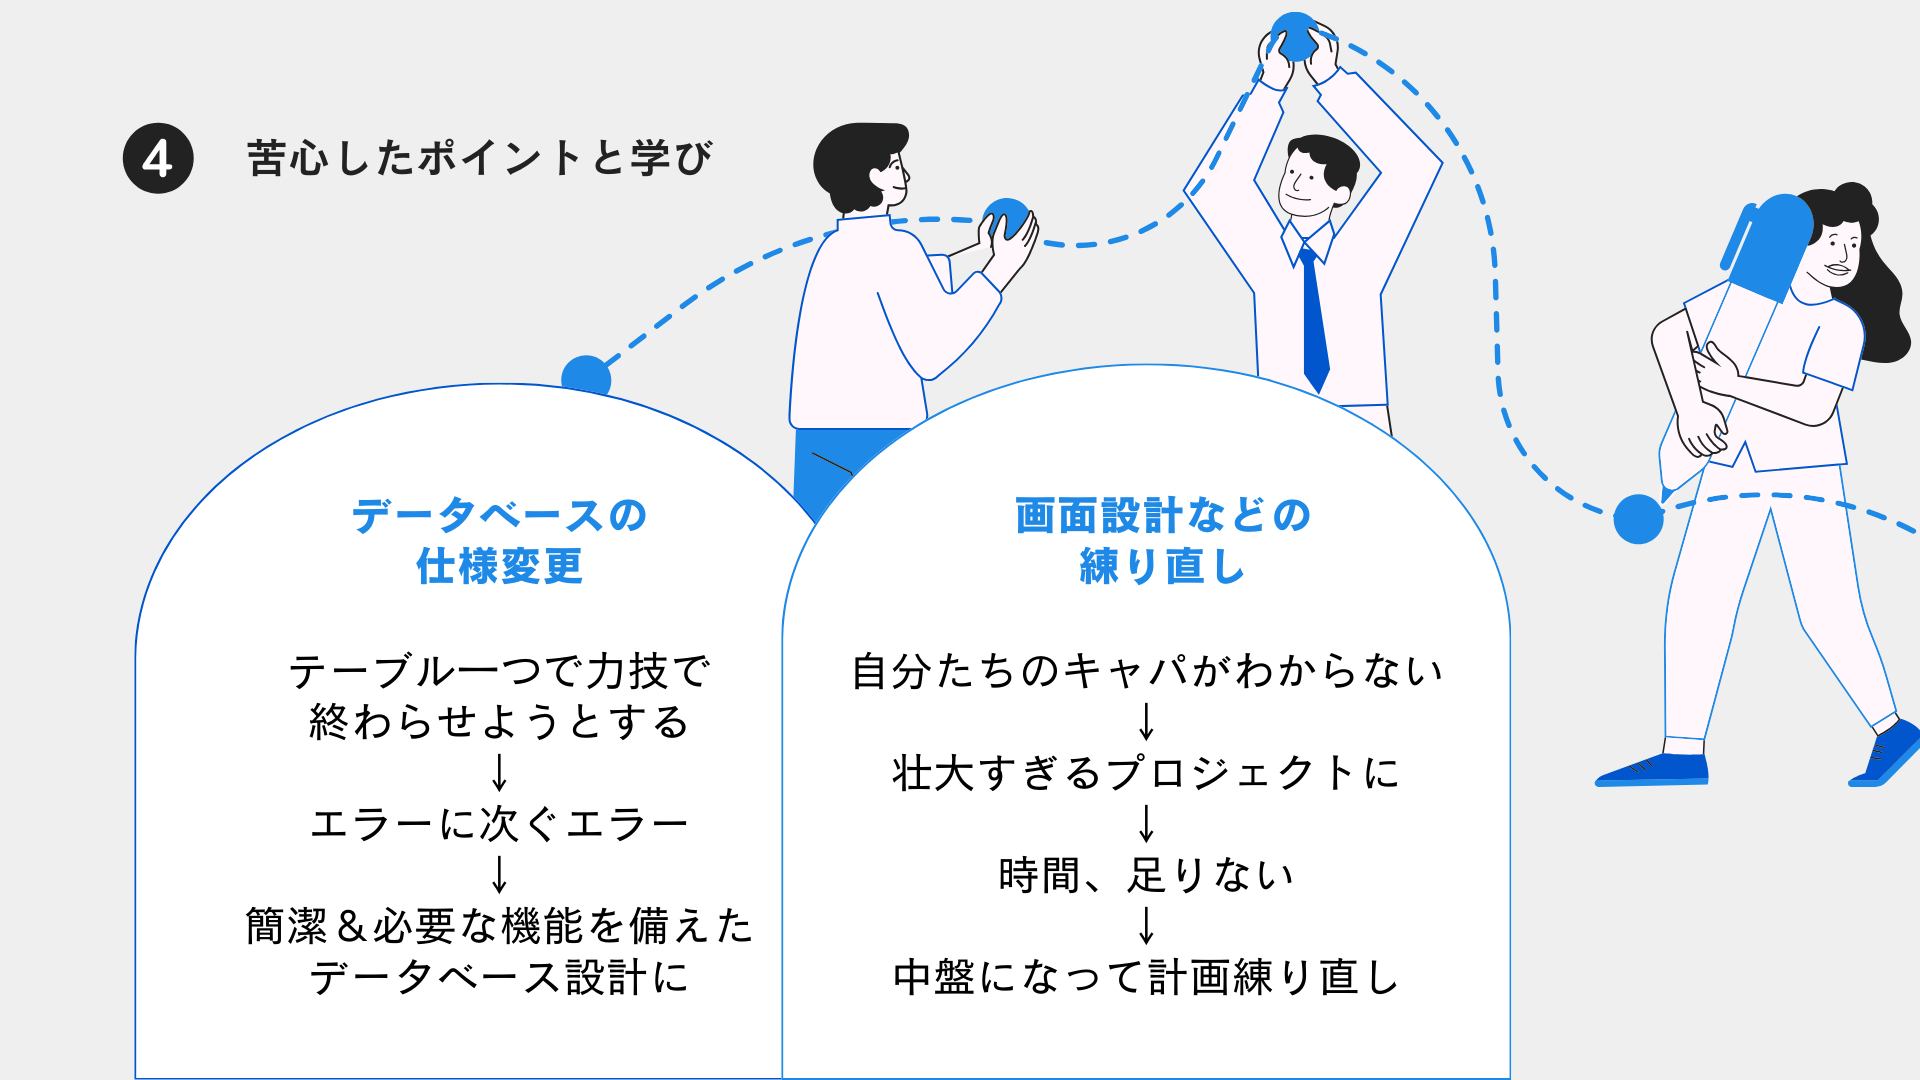 4 苦心したポイントと学び
データベースの
仕様変更
テーブル一つで力技で
終わらせようとする
↓
エラーに次ぐエラー
↓
簡潔＆必要な機能を備えた
データベース設計に
画面設計などの
練り直し
自分たちのキャパがわからない
↓
壮大すぎるプロジェクトに
↓
時間、足りない
↓
中盤になって計画練り直し